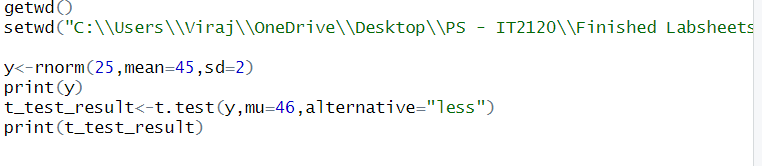 getwd()
setwd("C:\\Users\\Viraj\\OneDrive\\Desktop\\PS - IT2120\\Finished Labsheets
y<-rnorm(25,mean=45,sd=2)
print(y)
t_test_result<-t.test(y,mu=46,alternative="less")
print(t_test_result)